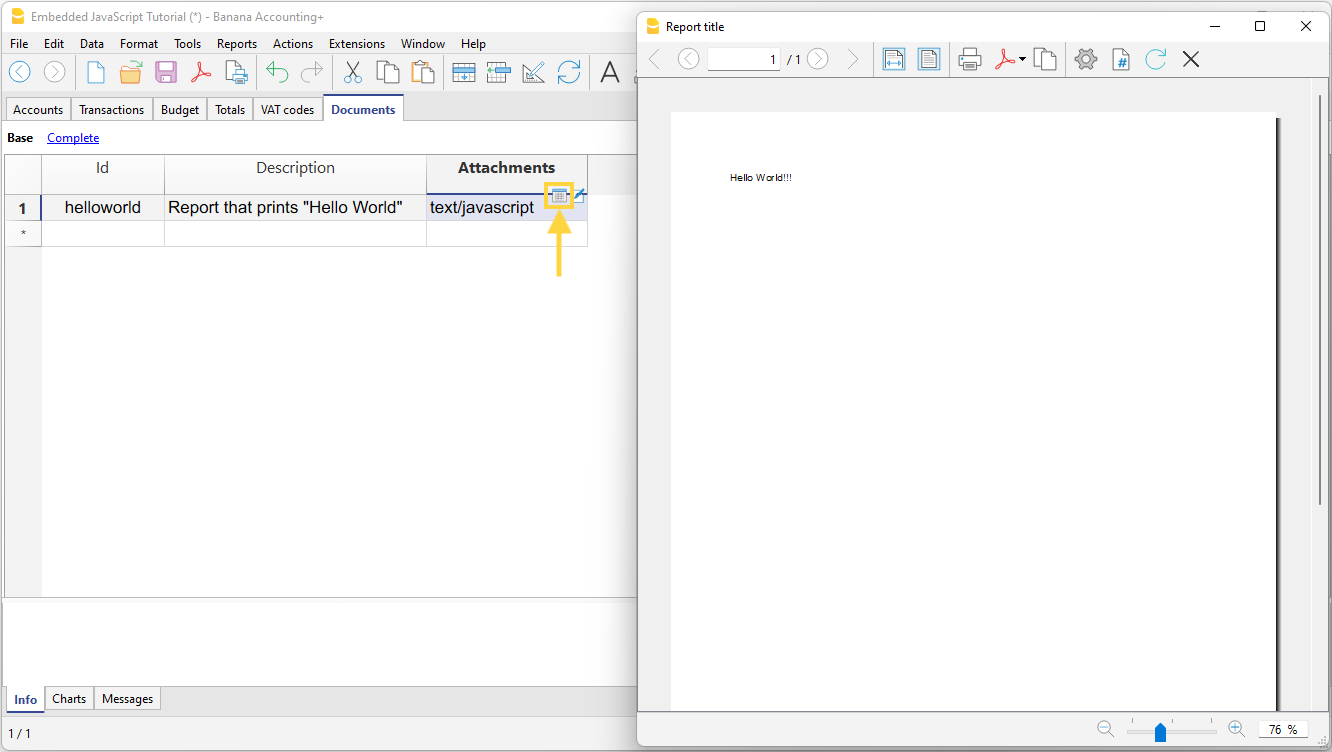 Embedded JavaScript Tutorial (*) - Banana Accounting+
File Edit Data Format Tools Reports Actions Extensions Window Help
A
Accounts Transactions Budget Totals VAT codes Documents
Base Complete
Id Description Attachments
1 helloworld Report that prints "Hello World" text/javascript
*
Info Charts Messages
1 / 1
Report title
1 / 1
#
Hello World!!!
76 %